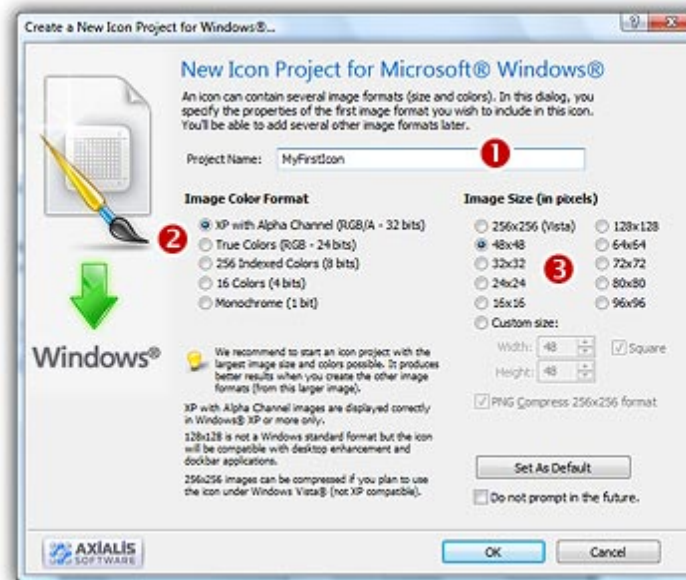 Create a New Icon Project for Windows®...
New Icon Project for Microsoft® Windows®
An icon can contain several image formats (size and colors). In this dialog, you
specify the properties of the first image format you wish to include in this icon.
You'll be able to add several other image formats later.
Project Name: MyFirstIcon
1
Image Color Format
2
XP with Alpha Channel (RGB/A - 32 bits)
True Colors (RGB - 24 bits)
256 Indexed Colors (8 bits)
16 Colors (4 bits)
Monochrome (1 bit)
Image Size (in pixels)
256x256 (Vista) 128x128
48x48 64x64
32x32 72x72
3
24x24 80x80
16x16 96x96
Custom size:
Width: 48 Square
Height: 48
PNG Compress 256x256 format
Windows®
We recommend to start an icon project with the
largest image size and colors possible. It produces
better results when you create the other image
formats (from this larger image).
XP with Alpha Channel images are displayed correctly
in Windows® XP or more only.
128x128 is not a Windows standard format but the icon
will be compatible with desktop enhancement and
dockbar applications.
256x256 images can be compressed if you plan to use
the icon under Windows Vista® (not XP compatible).
Set As Default
Do not prompt in the future.
AXIALIS
SOFTWARE
OK Cancel